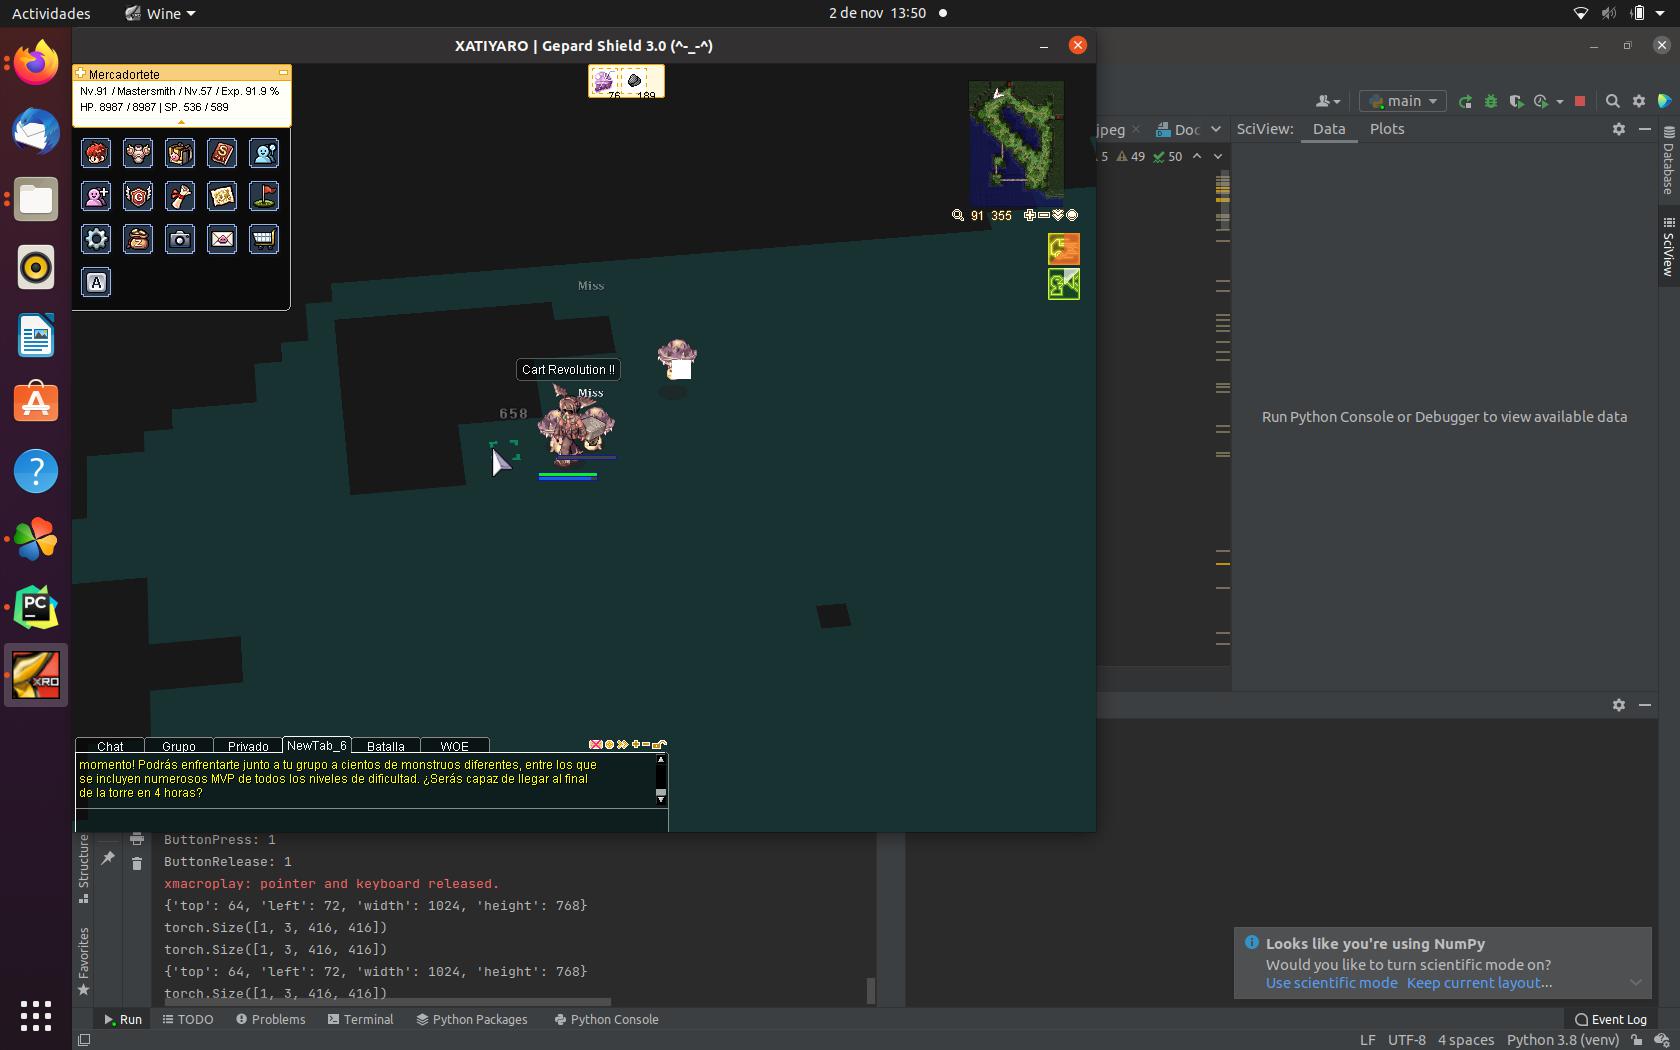 Actividades
Wine
2 de nov 13:50
XATIYARO | Gepard Shield 3.0 (^-_-^)
Mercadortete
Nv.91 / Mastersmith / Nv.57 / Exp. 91.9 %
HP. 8987 / 8987 | SP. 536 / 589
76 189
A
91 355
Miss
Cart Revolution !!
Miss
658
main
jpeg
Doc
5 49 50
SciView: Data Plots
Database
SciView
Run Python Console or Debugger to view available data
PC
XRO
Chat Grupo Privado NewTab_6 Batalla WOE
momento! Podrás enfrentarte junto a tu grupo a cientos de monstruos diferentes, entre los que
se incluyen numerosos MVP de todos los niveles de dificultad. ¿Serás capaz de llegar al final
de la torre en 4 horas?
Structure
Favorites
ButtonPress: 1
ButtonRelease: 1
xmacroplay: pointer and keyboard released.
{'top': 64, 'left': 72, 'width': 1024, 'height': 768}
torch.Size([1, 3, 416, 416])
torch.Size([1, 3, 416, 416])
{'top': 64, 'left': 72, 'width': 1024, 'height': 768}
torch.Size([1, 3, 416, 416])
Looks like you're using NumPy
Would you like to turn scientific mode on?
Use scientific mode Keep current layout...
Run TODO Problems Terminal Python Packages Python Console
Event Log
LF UTF-8 4 spaces Python 3.8 (venv)